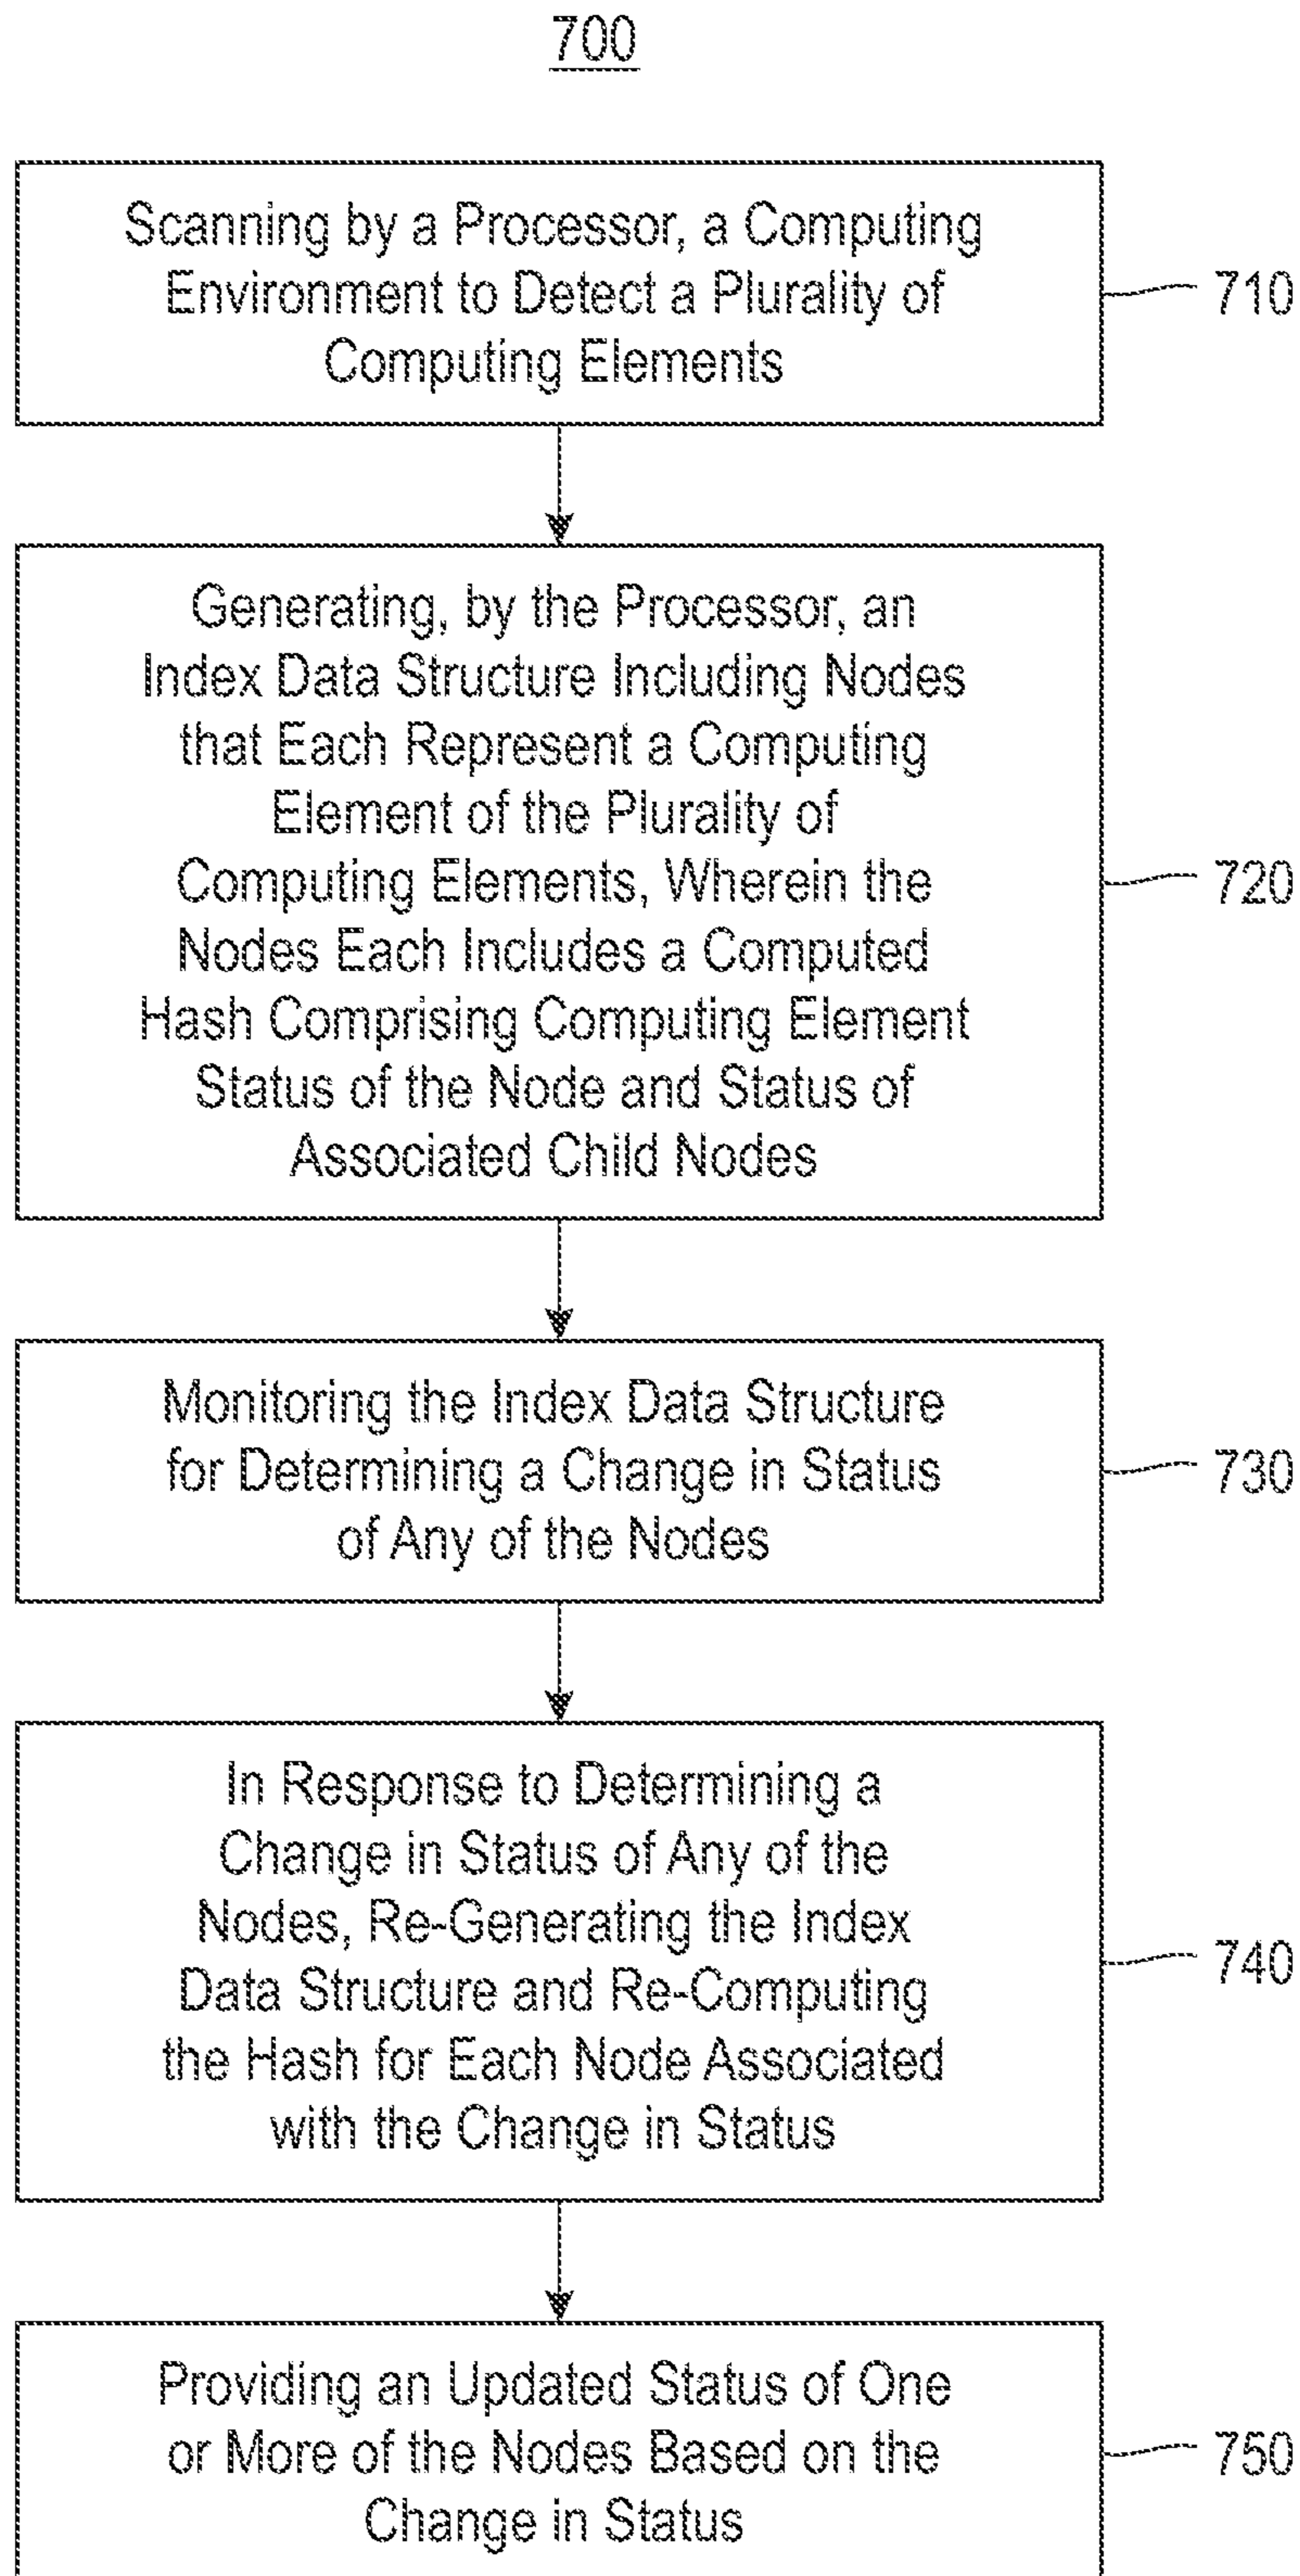 700
Scanning by a Processor, a Computing
Environment to Detect a Plurality of
Computing Elements
710
Generating, by the Processor, an
Index Data Structure Including Nodes
that Each Represent a Computing
Element of the Plurality of
Computing Elements, Wherein the
Nodes Each Includes a Computed
Hash Comprising Computing Element
Status of the Node and Status of
Associated Child Nodes
720
Monitoring the Index Data Structure
for Determining a Change in Status
of Any of the Nodes
730
In Response to Determining a
Change in Status of Any of the
Nodes, Re-Generating the Index
Data Structure and Re-Computing
the Hash for Each Node Associated
with the Change in Status
740
Providing an Updated Status of One
or More of the Nodes Based on the
Change in Status
750